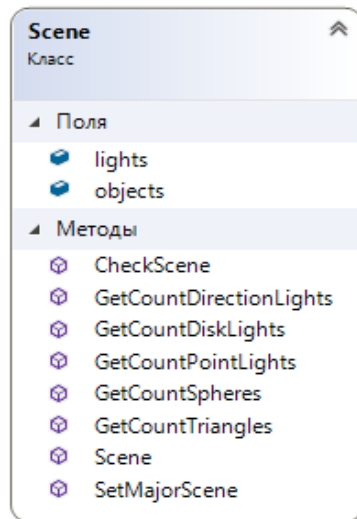 Scene
Класс
Поля
lights
objects
Методы
CheckScene
GetCountDirectionLights
GetCountDiskLights
GetCountPointLights
GetCountSpheres
GetCountTriangles
Scene
SetMajorScene